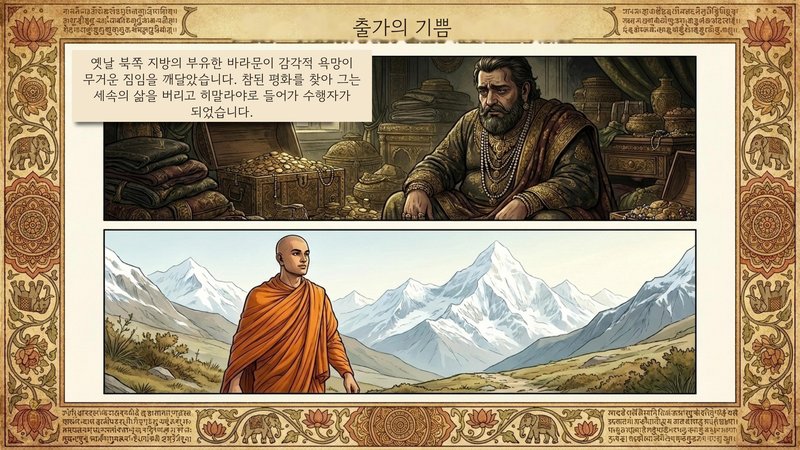 출가의 기쁨
옛날 북쪽 지방의 부유한 바라문이 감각적 욕망이
무거운 짐임을 깨달았습니다. 참된 평화를 찾아 그는
세속의 삶을 버리고 히말라야로 들어가 수행자가
되었습니다.